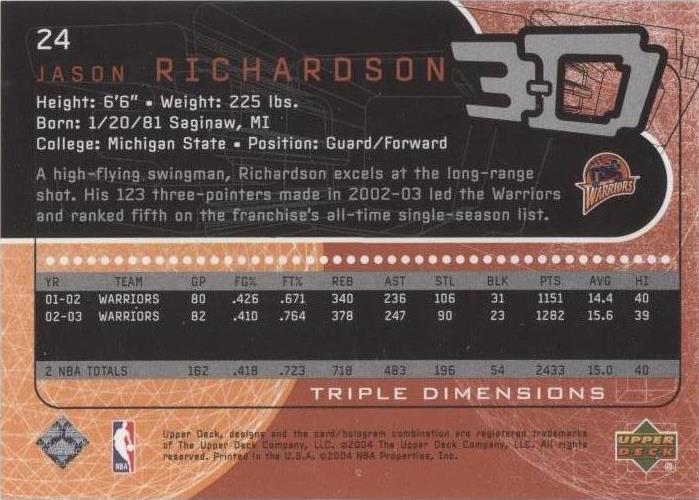 24
JASON RICHARDSON
3-D
Height: 6'6" ▪ Weight: 225 lbs.
Born: 1/20/81 Saginaw, MI
College: Michigan State ▪ Position: Guard/Forward
A high-flying swingman, Richardson excels at the long-range
shot. His 123 three-pointers made in 2002-03 led the Warriors
and ranked fifth on the franchise's all-time single-season list.
WARRIORS
YR TEAM GP FG% FT% REB AST STL BLK PTS AVG HI
01-02 WARRIORS 80 .426 .671 340 236 106 31 1151 14.4 40
02-03 WARRIORS 82 .410 .764 378 247 90 23 1282 15.6 39
2 NBA TOTALS 162 .418 .723 718 483 196 54 2433 15.0 40
TRIPLE DIMENSIONS
Upper Deck, designs and the card/hologram combination are registered trademarks
of The Upper Deck Company, LLC. ©2004 The Upper Deck Company, LLC. All rights
reserved. Printed in the U.S.A. ©2004 NBA Properties, Inc.
NBA
UPPER
DECK
®